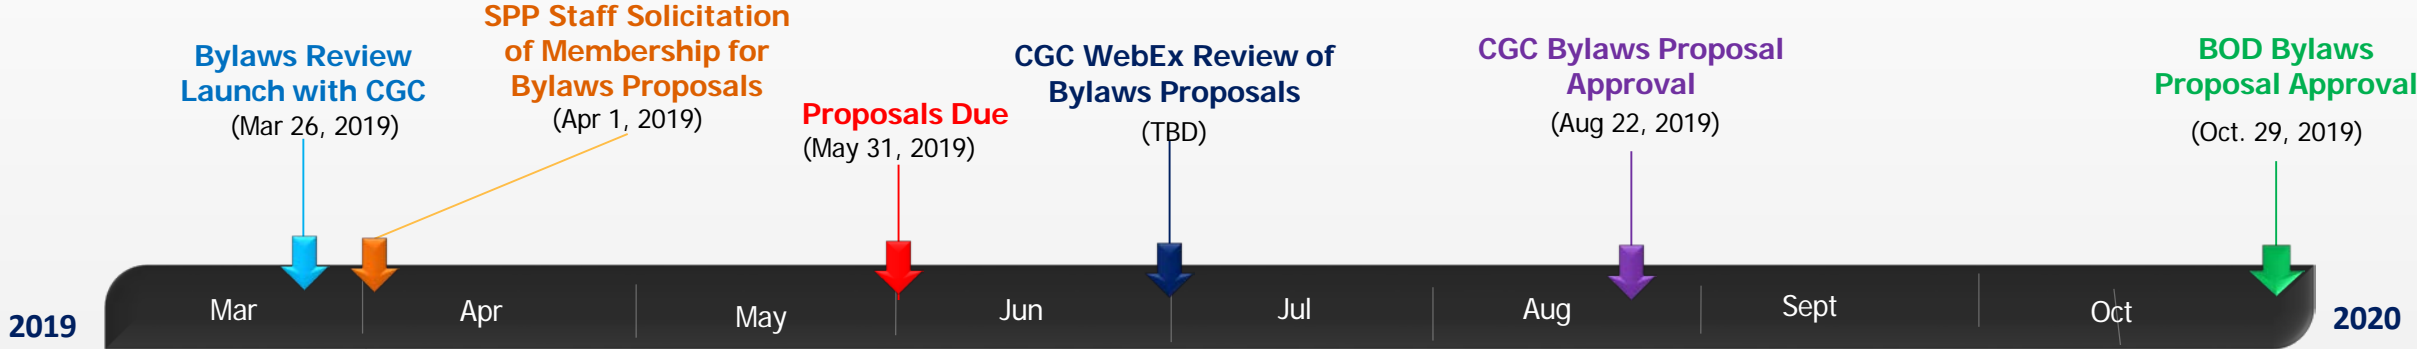 Bylaws Review
Launch with CGC
(Mar 26, 2019)
SPP Staff Solicitation
of Membership for
Bylaws Proposals
(Apr 1, 2019)
Proposals Due
(May 31, 2019)
CGC WebEx Review of
Bylaws Proposals
(TBD)
CGC Bylaws Proposal
Approval
(Aug 22, 2019)
BOD Bylaws
Proposal Approval
(Oct. 29, 2019)
2019
Mar
Apr
May
Jun
Jul
Aug
Sept
Oct
2020